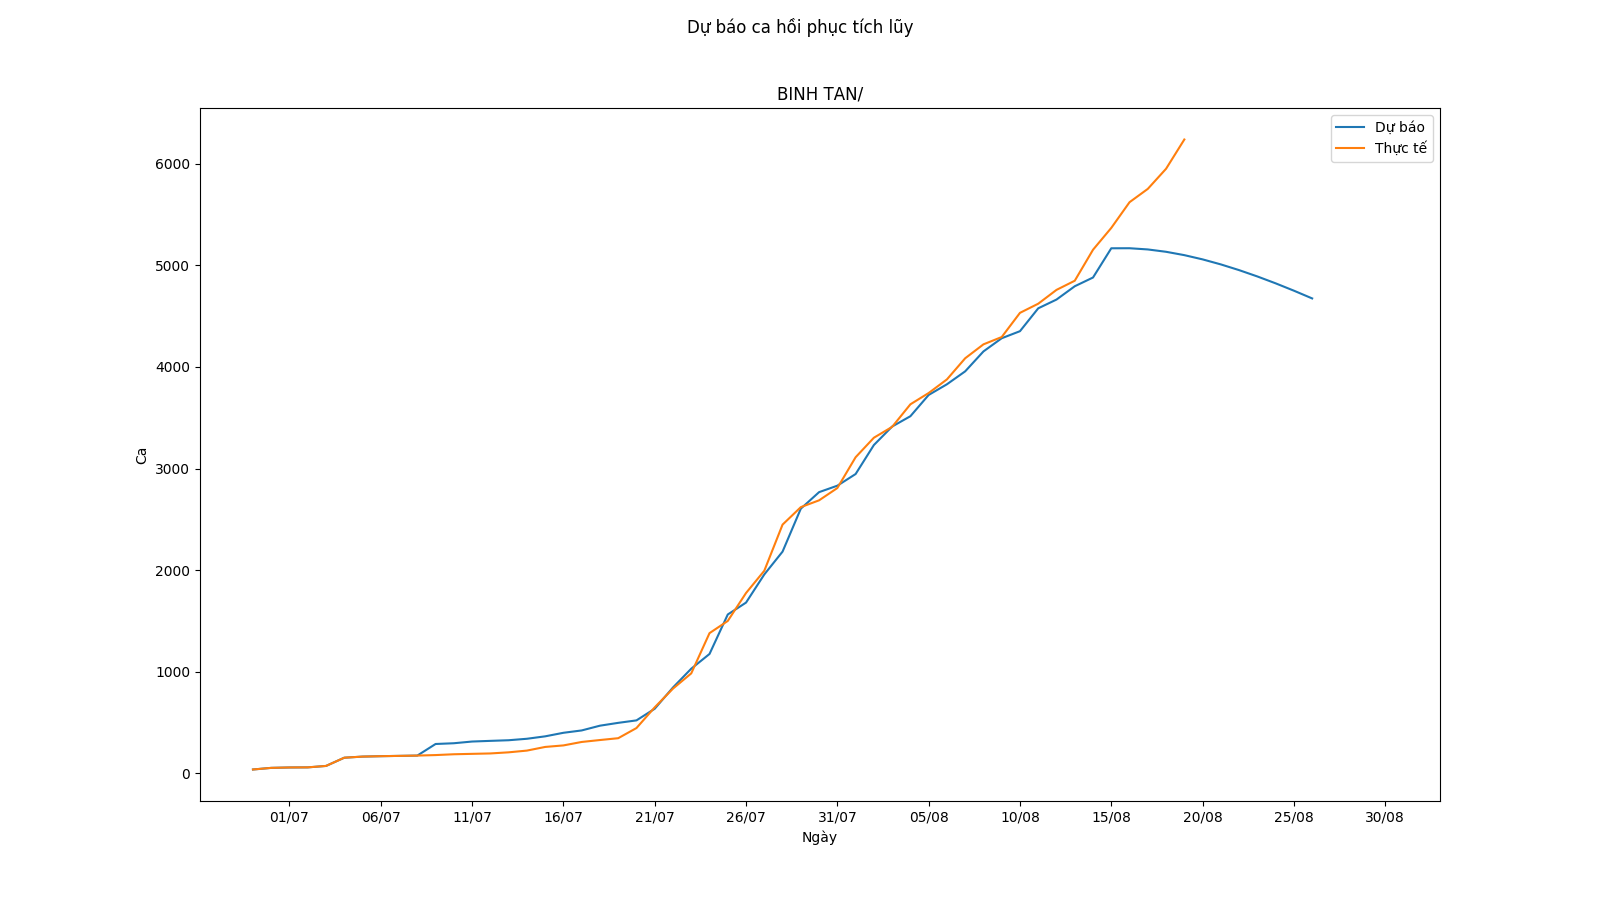 Dự báo ca hồi phục tích lũy
BINH TAN/
Dự báo
Thực tế
6000
5000
4000
3000
2000
1000
0
Ca
01/07 06/07 11/07 16/07 21/07 26/07 31/07 05/08 10/08 15/08 20/08 25/08 30/08
Ngày